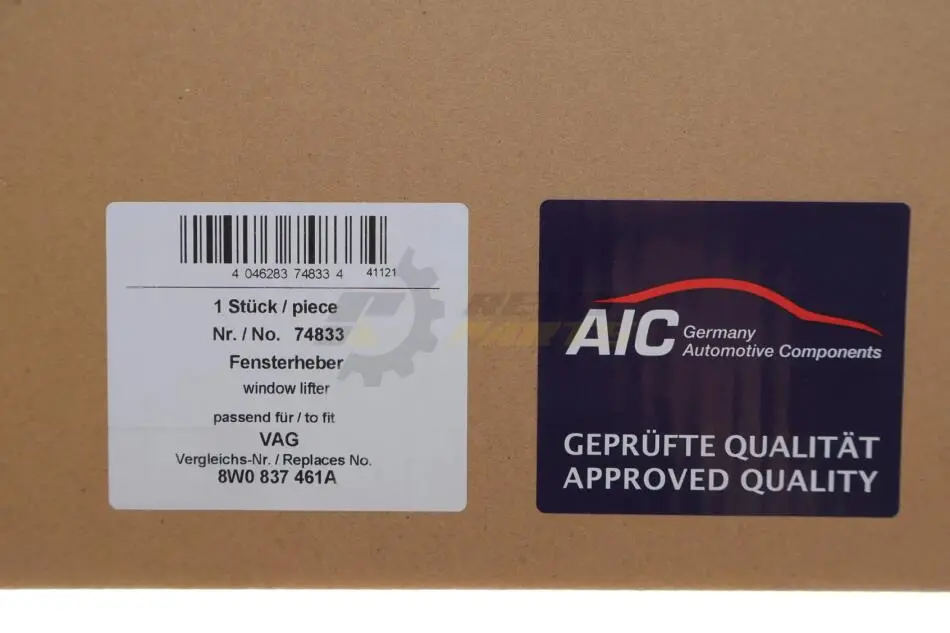 4 046283 74833 4 41121
1 Stück / piece
Nr. / No. 74833
Fensterheber
window lifter
passend für / to fit
VAG
Vergleichs-Nr. / Replaces No.
8W0 837 461A
AIC Germany
Automotive Components
GEPRÜFTE QUALITÄT
APPROVED QUALITY